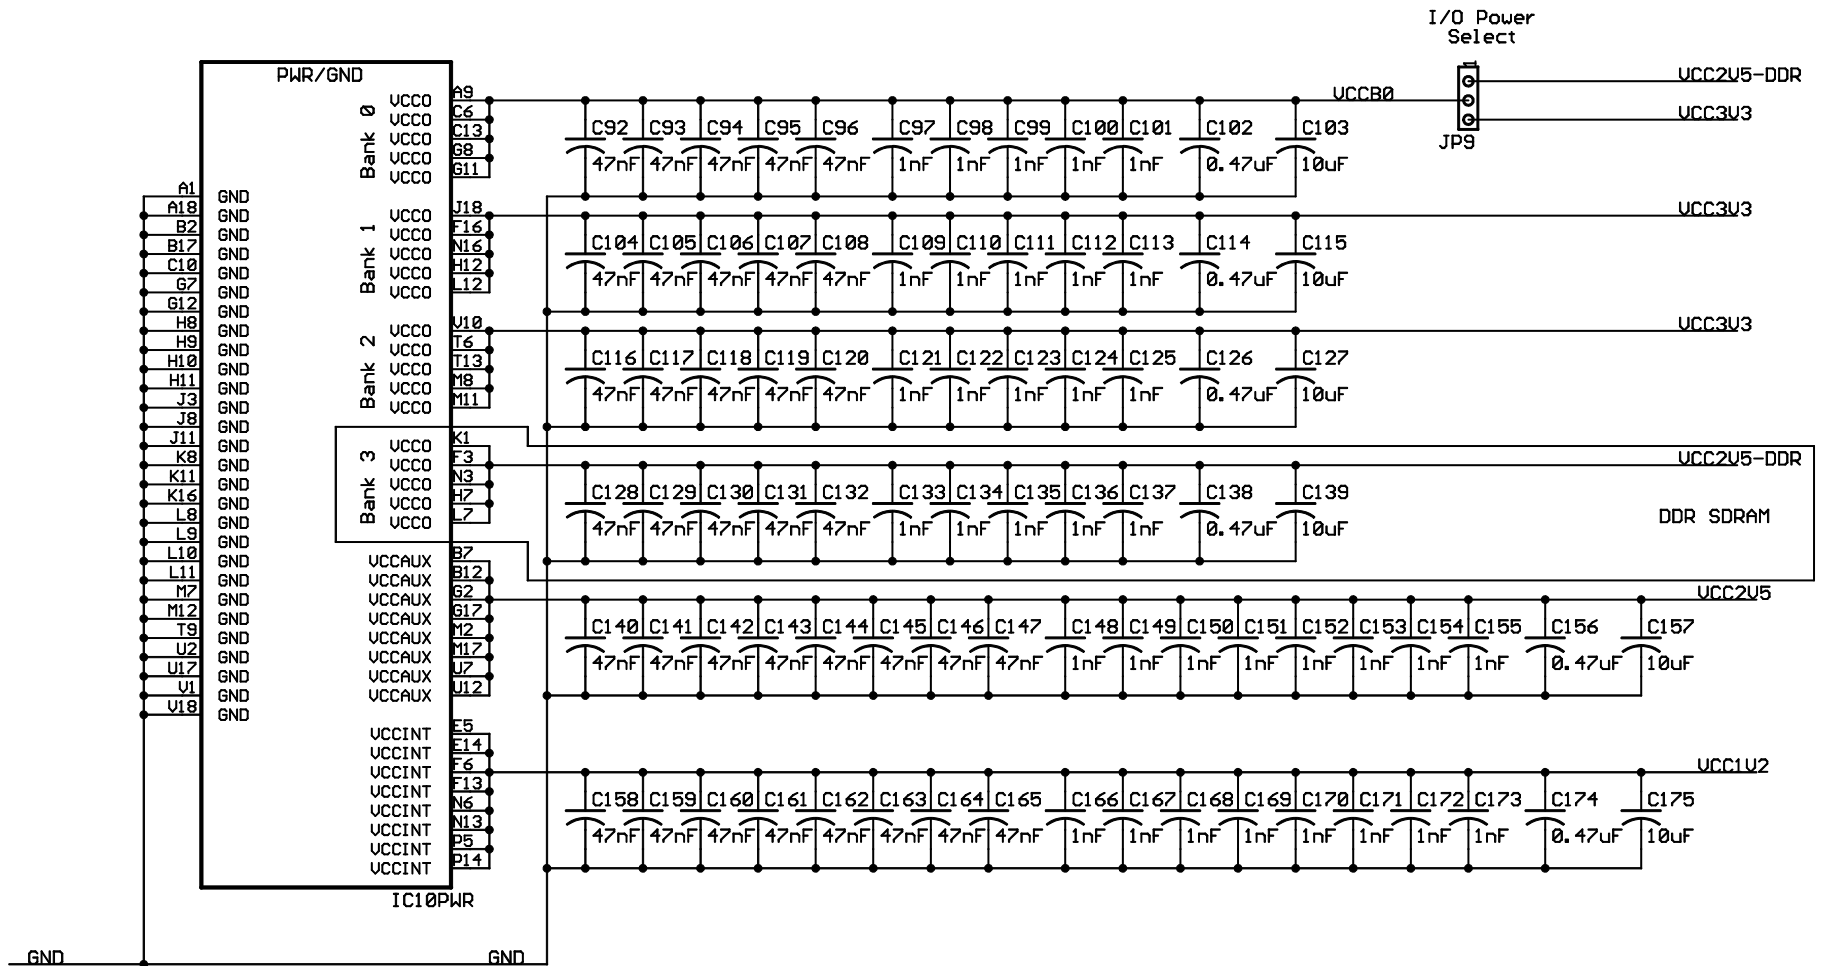 I/O Power
Select
PWR/GND
1
VCC2V5-DDR
VCCB0
VCC3V3
JP9
Bank 0
VCCO A9
VCCO C6
VCCO C13
VCCO G8
VCCO G11
C92 C93 C94 C95 C96 C97 C98 C99 C100 C101 C102 C103
47nF 47nF 47nF 47nF 47nF 1nF 1nF 1nF 1nF 1nF 0.47uF 10uF
Bank 1
VCCO J18
VCCO F16
VCCO N16
VCCO H12
VCCO L12
VCC3V3
C104 C105 C106 C107 C108 C109 C110 C111 C112 C113 C114 C115
47nF 47nF 47nF 47nF 47nF 1nF 1nF 1nF 1nF 1nF 0.47uF 10uF
Bank 2
VCCO V10
VCCO T6
VCCO T13
VCCO M8
VCCO M11
VCC3V3
C116 C117 C118 C119 C120 C121 C122 C123 C124 C125 C126 C127
47nF 47nF 47nF 47nF 47nF 1nF 1nF 1nF 1nF 1nF 0.47uF 10uF
Bank 3
VCCO K1
VCCO F3
VCCO N3
VCCO H7
VCCO L7
VCC2V5-DDR
C128 C129 C130 C131 C132 C133 C134 C135 C136 C137 C138 C139
47nF 47nF 47nF 47nF 47nF 1nF 1nF 1nF 1nF 1nF 0.47uF 10uF
DDR SDRAM
VCCAUX B7
VCCAUX B12
VCCAUX G2
VCCAUX G17
VCCAUX M2
VCCAUX M17
VCCAUX U7
VCCAUX U12
VCC2V5
C140 C141 C142 C143 C144 C145 C146 C147 C148 C149 C150 C151 C152 C153 C154 C155 C156 C157
47nF 47nF 47nF 47nF 47nF 47nF 47nF 47nF 1nF 1nF 1nF 1nF 1nF 1nF 1nF 1nF 0.47uF 10uF
VCCINT E5
VCCINT E14
VCCINT F6
VCCINT F13
VCCINT N6
VCCINT N13
VCCINT P5
VCCINT P14
VCC1V2
C158 C159 C160 C161 C162 C163 C164 C165 C166 C167 C168 C169 C170 C171 C172 C173 C174 C175
47nF 47nF 47nF 47nF 47nF 47nF 47nF 47nF 1nF 1nF 1nF 1nF 1nF 1nF 1nF 1nF 0.47uF 10uF
A1 GND
A18 GND
B2 GND
B17 GND
C10 GND
G7 GND
G12 GND
H8 GND
H9 GND
H10 GND
H11 GND
J3 GND
J8 GND
J11 GND
K8 GND
K11 GND
K16 GND
L8 GND
L9 GND
L10 GND
L11 GND
M7 GND
M12 GND
T9 GND
U2 GND
U17 GND
V1 GND
V18 GND
IC10PWR
GND GND